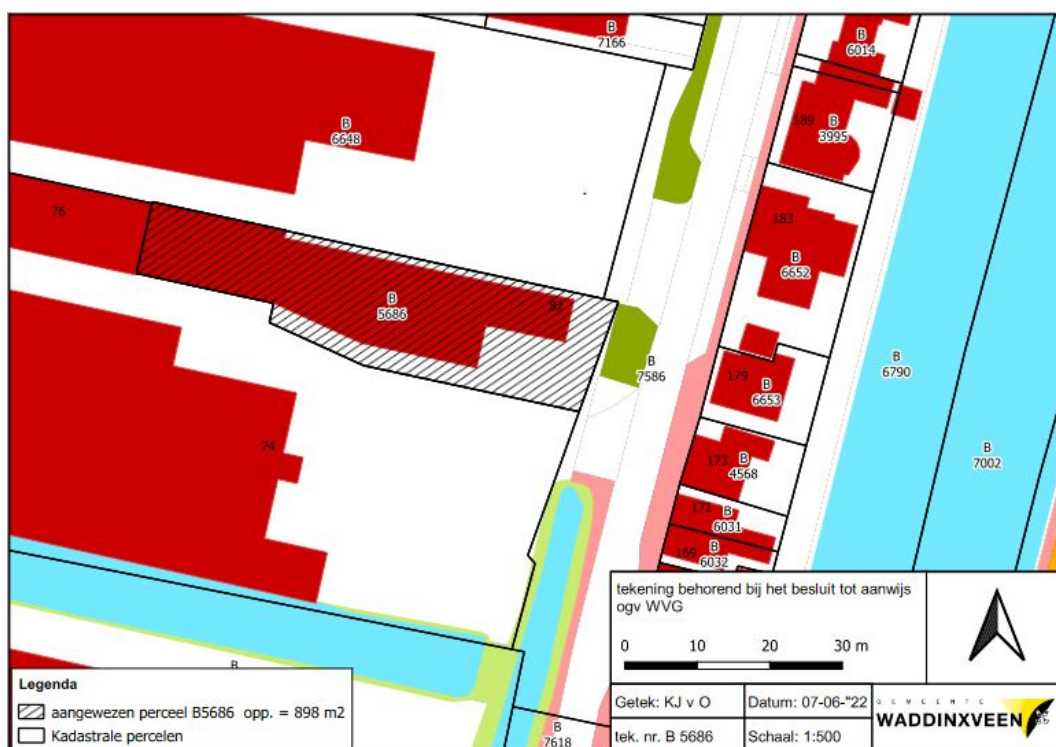 B
7166
B
6014
B
6648
189
B
3995
76
183
B
6652
B
5686
B
7586
B
6790
179
B
6653
74
173
B
4568
B
7002
171
B
6031
169
B
6032
B
tekening behorend bij het besluit tot aanwijs
ogv WVG
0 10 20 30 m
Legenda
aangewezen perceel B5686 opp. = 898 m2
Kadastrale percelen
B
7618
Getek: KJ v O
Datum: 07-06-"22
tek. nr. B 5686
Schaal: 1:500
GEMEENTE
WADDINXVEEN